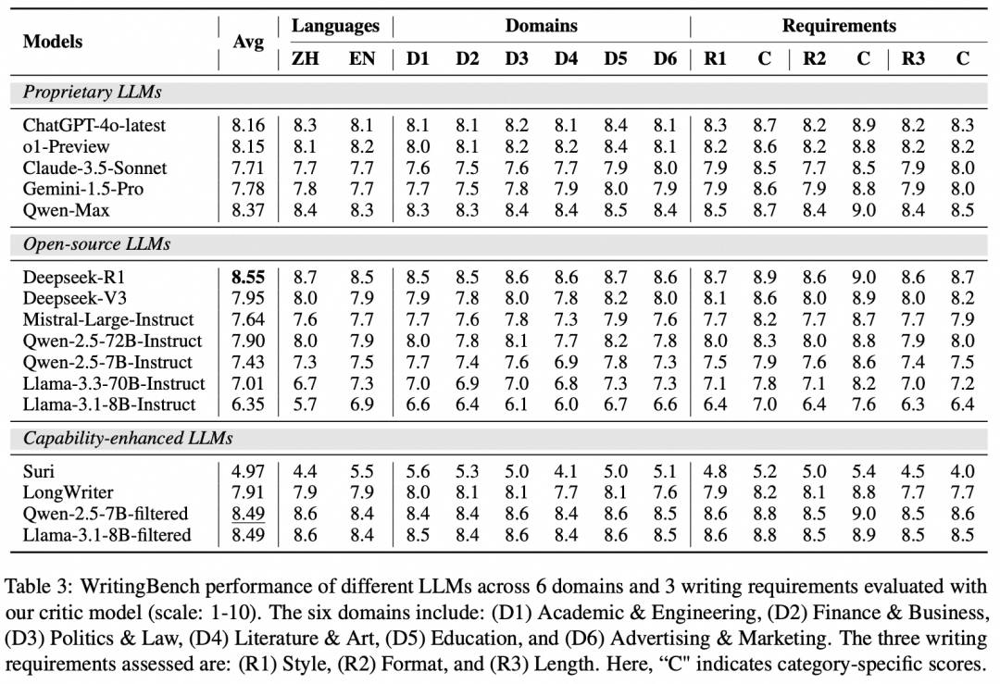 Models Avg Languages Domains Requirements
ZH EN D1 D2 D3 D4 D5 D6 R1 C R2 C R3 C
Proprietary LLMs
ChatGPT-4o-latest 8.16 8.3 8.1 8.1 8.1 8.2 8.1 8.4 8.1 8.3 8.7 8.2 8.9 8.2 8.3
o1-Preview 8.15 8.1 8.2 8.0 8.1 8.2 8.2 8.4 8.1 8.2 8.6 8.2 8.8 8.2 8.2
Claude-3.5-Sonnet 7.71 7.7 7.7 7.6 7.5 7.6 7.7 7.9 8.0 7.9 8.5 7.7 8.5 7.9 8.0
Gemini-1.5-Pro 7.78 7.8 7.7 7.7 7.5 7.8 7.9 8.0 7.9 7.9 8.6 7.9 8.8 7.9 8.0
Qwen-Max 8.37 8.4 8.3 8.3 8.3 8.4 8.4 8.5 8.4 8.5 8.7 8.4 9.0 8.4 8.5
Open-source LLMs
Deepseek-R1 8.55 8.7 8.5 8.5 8.5 8.6 8.6 8.7 8.6 8.7 8.9 8.6 9.0 8.6 8.7
Deepseek-V3 7.95 8.0 7.9 7.9 7.8 8.0 7.8 8.2 8.0 8.1 8.6 8.0 8.9 8.0 8.2
Mistral-Large-Instruct 7.64 7.6 7.7 7.7 7.6 7.8 7.3 7.9 7.6 7.7 8.2 7.7 8.7 7.7 7.9
Qwen-2.5-72B-Instruct 7.90 8.0 7.9 8.0 7.8 8.1 7.7 8.2 7.8 8.0 8.3 8.0 8.8 7.9 8.0
Qwen-2.5-7B-Instruct 7.43 7.3 7.5 7.7 7.4 7.6 6.9 7.8 7.3 7.5 7.9 7.6 8.6 7.4 7.5
Llama-3.3-70B-Instruct 7.01 6.7 7.3 7.0 6.9 7.0 6.8 7.3 7.3 7.1 7.8 7.1 8.2 7.0 7.2
Llama-3.1-8B-Instruct 6.35 5.7 6.9 6.6 6.4 6.1 6.0 6.7 6.6 6.4 7.0 6.4 7.6 6.3 6.4
Capability-enhanced LLMs
Suri 4.97 4.4 5.5 5.6 5.3 5.0 4.1 5.0 5.1 4.8 5.2 5.0 5.4 4.5 4.0
LongWriter 7.91 7.9 7.9 8.0 8.1 8.1 7.7 8.1 7.6 7.9 8.2 8.1 8.8 7.7 7.7
Qwen-2.5-7B-filtered 8.49 8.6 8.4 8.4 8.4 8.6 8.4 8.6 8.5 8.6 8.8 8.5 9.0 8.5 8.6
Llama-3.1-8B-filtered 8.49 8.6 8.4 8.5 8.4 8.6 8.4 8.6 8.5 8.6 8.8 8.5 8.9 8.5 8.5
Table 3: WritingBench performance of different LLMs across 6 domains and 3 writing requirements evaluated with
our critic model (scale: 1-10). The six domains include: (D1) Academic & Engineering, (D2) Finance & Business,
(D3) Politics & Law, (D4) Literature & Art, (D5) Education, and (D6) Advertising & Marketing. The three writing
requirements assessed are: (R1) Style, (R2) Format, and (R3) Length. Here, “C" indicates category-specific scores.